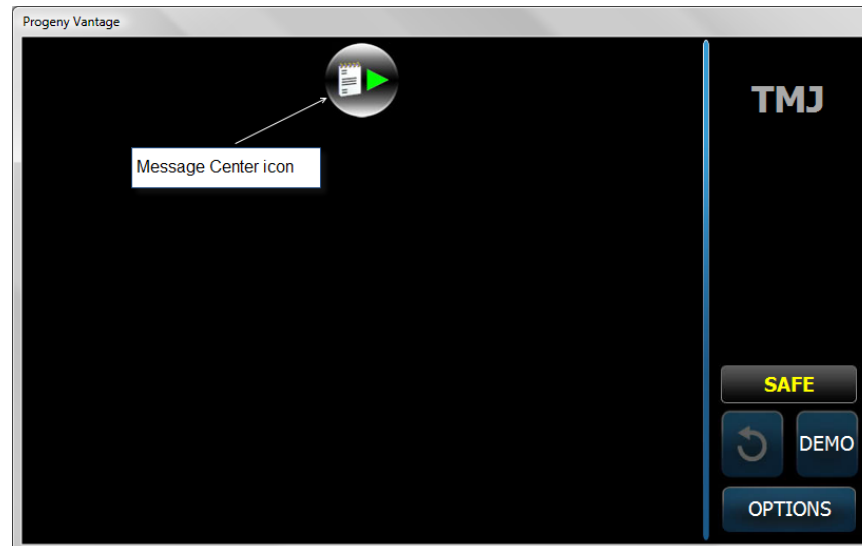 Progeny Vantage
TMJ
Message Center icon
SAFE
DEMO
OPTIONS